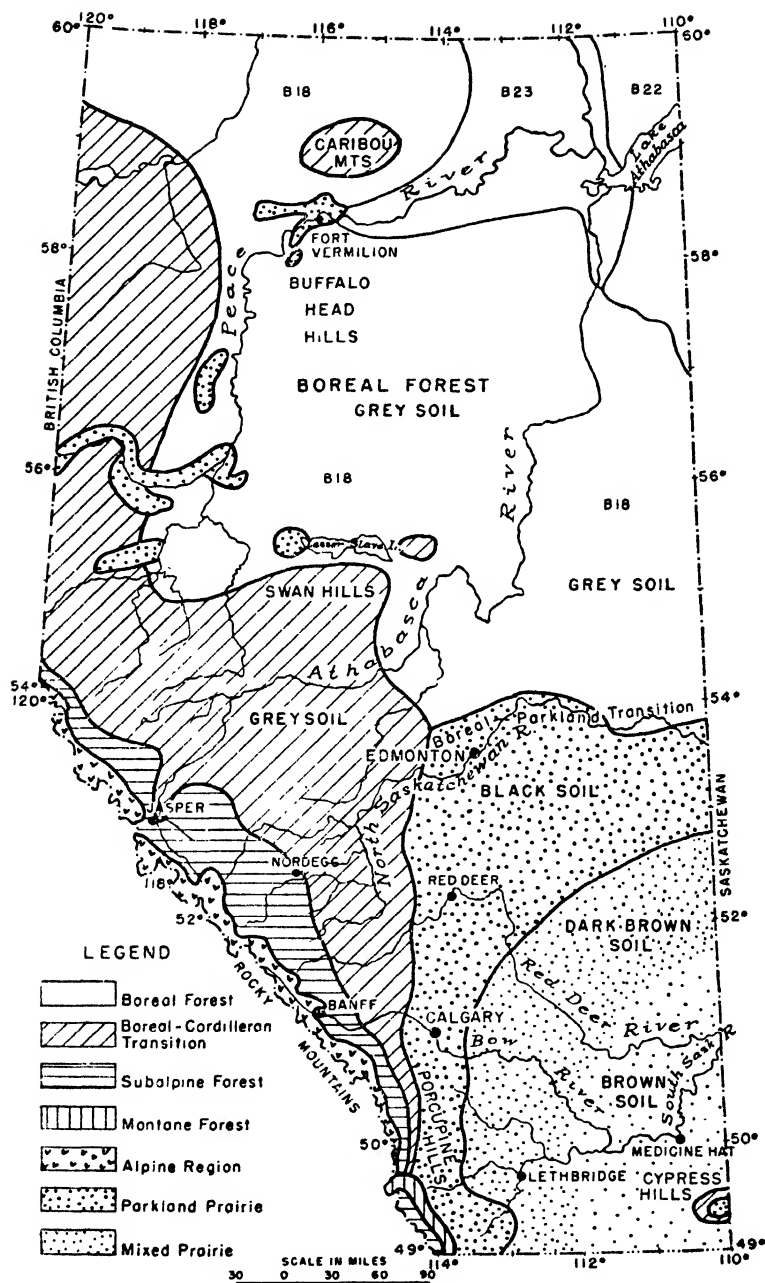 120°
118°
116°
114°
112°
110°
60°
60°
B18
B23
B22
CARIBOU
MTS
River
Lake
Athabasca
FORT
VERMILION
58°
58°
Peace
BUFFALO
HEAD
HILLS
BRITISH COLUMBIA
BOREAL FOREST
GREY SOIL
56°
56°
B18
River
B18
Lesser Slave L.
GREY SOIL
SWAN HILLS
Athabasca
54°
120°
54°
GREY SOIL
Boreal - Parkland Transition
EDMONTON
North Saskatchewan R.
BLACK SOIL
JASPER
SASKATCHEWAN
NORDEGG
118°
RED DEER
52°
52°
DARK BROWN
SOIL
Red Deer River
ROCKY
MOUNTAINS
BANFF
CALGARY
Bow
River
BROWN
SOIL
South Sask R
PORCUPINE
HILLS
50°
50°
MEDICINE HAT
LETHBRIDGE
CYPRESS
HILLS
49°
49°
114°
112°
110°
LEGEND
Boreal Forest
Boreal - Cordilleran
Transition
Subalpine Forest
Montane Forest
Alpine Region
Parkland Prairie
Mixed Prairie
SCALE IN MILES
30 0 30 60 90